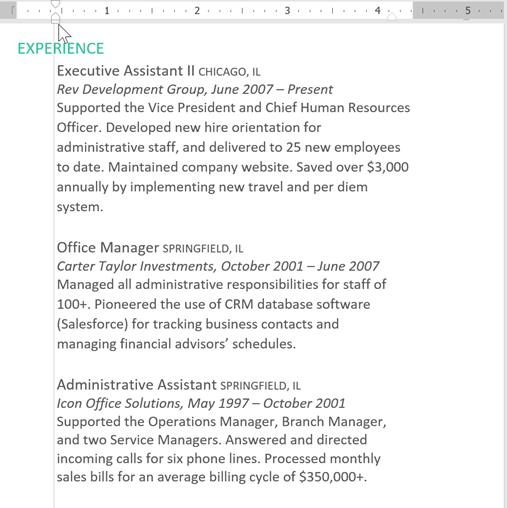 1 2 3 4 5
EXPERIENCE
Executive Assistant II CHICAGO, IL
Rev Development Group, June 2007 – Present
Supported the Vice President and Chief Human Resources
Officer. Developed new hire orientation for
administrative staff, and delivered to 25 new employees
to date. Maintained company website. Saved over $3,000
annually by implementing new travel and per diem
system.
Office Manager SPRINGFIELD, IL
Carter Taylor Investments, October 2001 – June 2007
Managed all administrative responsibilities for staff of
100+. Pioneered the use of CRM database software
(Salesforce) for tracking business contacts and
managing financial advisors’ schedules.
Administrative Assistant SPRINGFIELD, IL
Icon Office Solutions, May 1997 – October 2001
Supported the Operations Manager, Branch Manager,
and two Service Managers. Answered and directed
incoming calls for six phone lines. Processed monthly
sales bills for an average billing cycle of $350,000+.